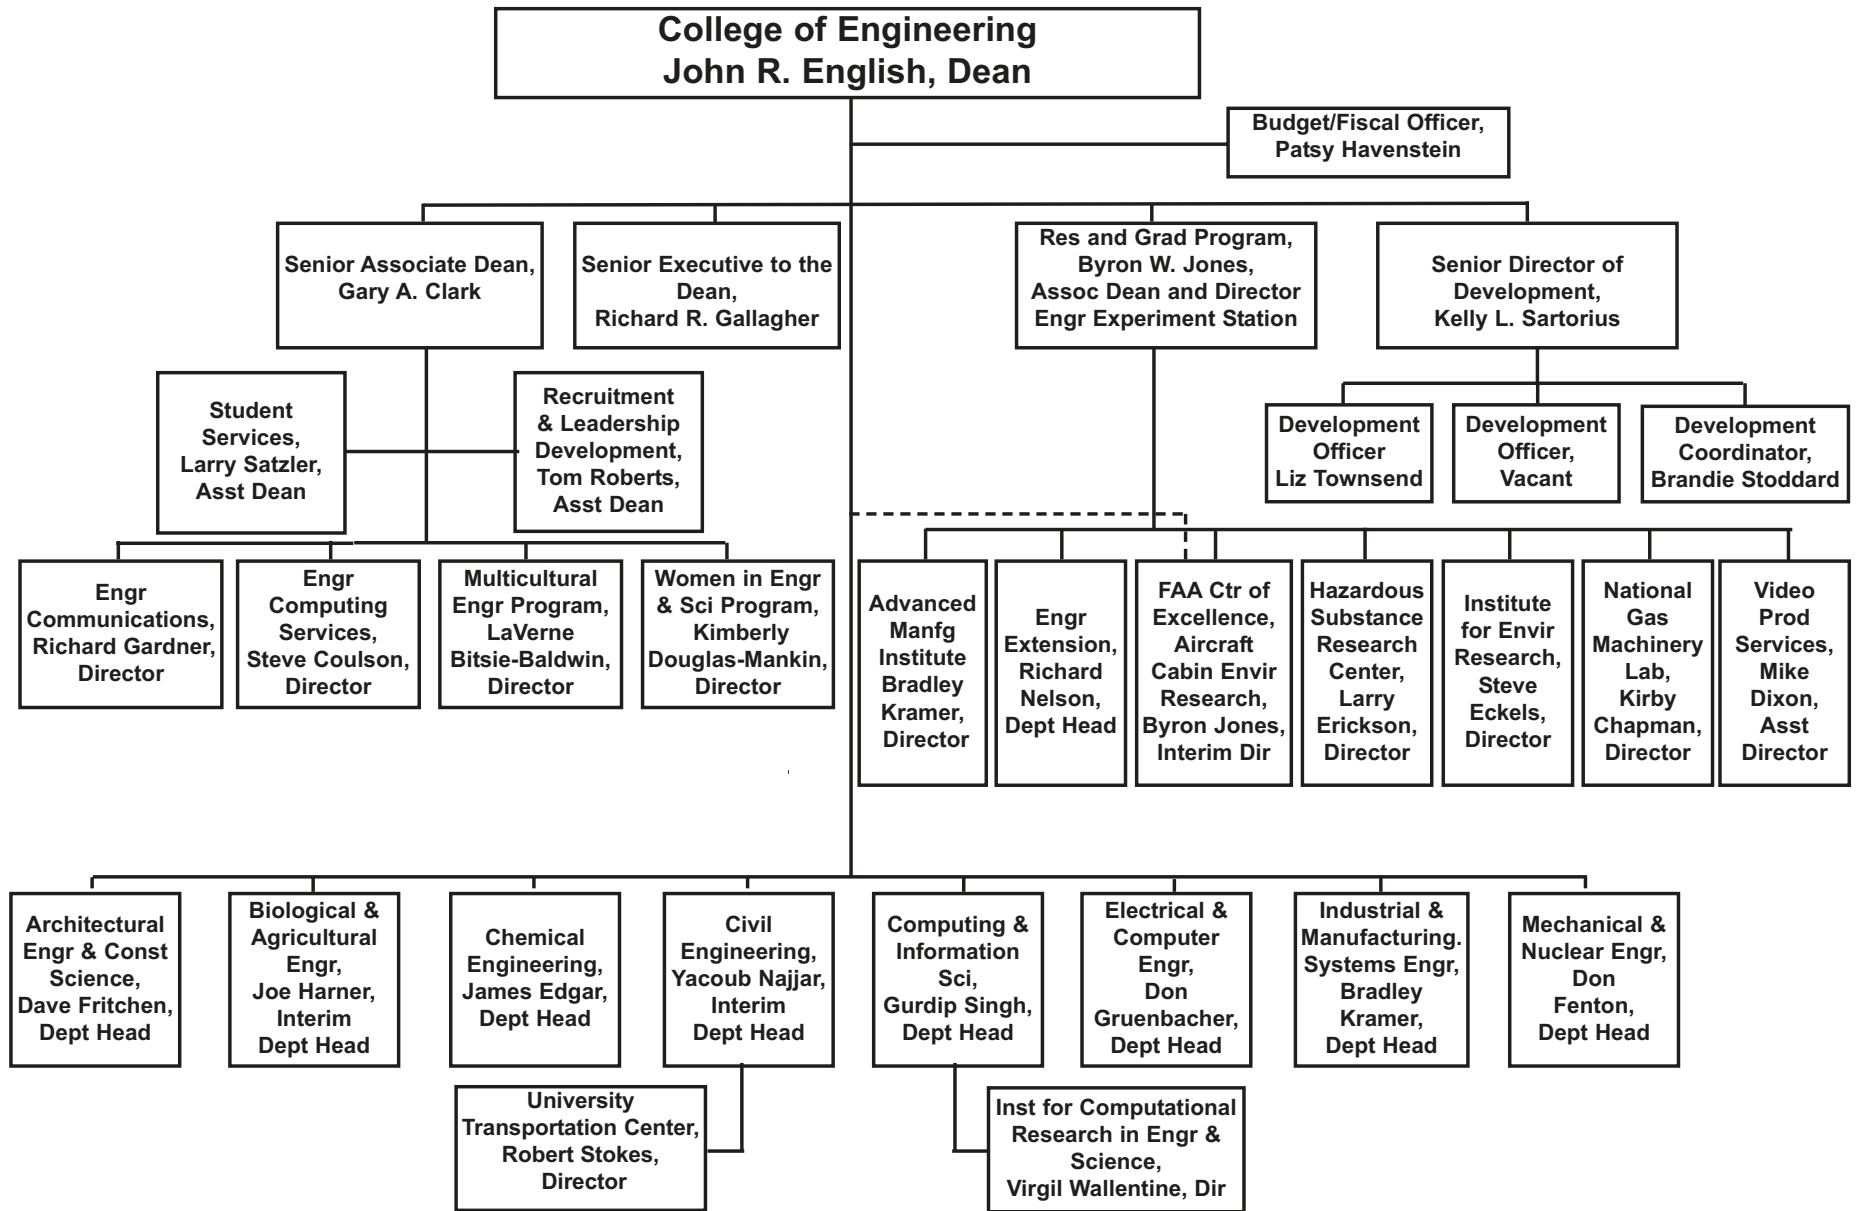 College of Engineering
John R. English, Dean
Budget/Fiscal Officer,
Patsy Havenstein
Senior Associate Dean,
Gary A. Clark
Senior Executive to the
Dean,
Richard R. Gallagher
Res and Grad Program,
Byron W. Jones,
Assoc Dean and Director
Engr Experiment Station
Senior Director of
Development,
Kelly L. Sartorius
Student
Services,
Larry Satzler,
Asst Dean
Recruitment
& Leadership
Development,
Tom Roberts,
Asst Dean
Development
Officer
Liz Townsend
Development
Officer,
Vacant
Development
Coordinator,
Brandie Stoddard
Engr
Communications,
Richard Gardner,
Director
Engr
Computing
Services,
Steve Coulson,
Director
Multicultural
Engr Program,
LaVerne
Bitsie-Baldwin,
Director
Women in Engr
& Sci Program,
Kimberly
Douglas-Mankin,
Director
Advanced
Manfg
Institute
Bradley
Kramer,
Director
Engr
Extension,
Richard
Nelson,
Dept Head
FAA Ctr of
Excellence,
Aircraft
Cabin Envir
Research,
Byron Jones,
Interim Dir
Hazardous
Substance
Research
Center,
Larry
Erickson,
Director
Institute
for Envir
Research,
Steve
Eckels,
Director
National
Gas
Machinery
Lab,
Kirby
Chapman,
Director
Video
Prod
Services,
Mike
Dixon,
Asst
Director
Architectural
Engr & Const
Science,
Dave Fritchen,
Dept Head
Biological &
Agricultural
Engr,
Joe Harner,
Interim
Dept Head
Chemical
Engineering,
James Edgar,
Dept Head
Civil
Engineering,
Yacoub Najjar,
Interim
Dept Head
Computing &
Information
Sci,
Gurdip Singh,
Dept Head
Electrical &
Computer
Engr,
Don
Gruenbacher,
Dept Head
Industrial &
Manufacturing.
Systems Engr,
Bradley
Kramer,
Dept Head
Mechanical &
Nuclear Engr,
Don
Fenton,
Dept Head
University
Transportation Center,
Robert Stokes,
Director
Inst for Computational
Research in Engr &
Science,
Virgil Wallentine, Dir